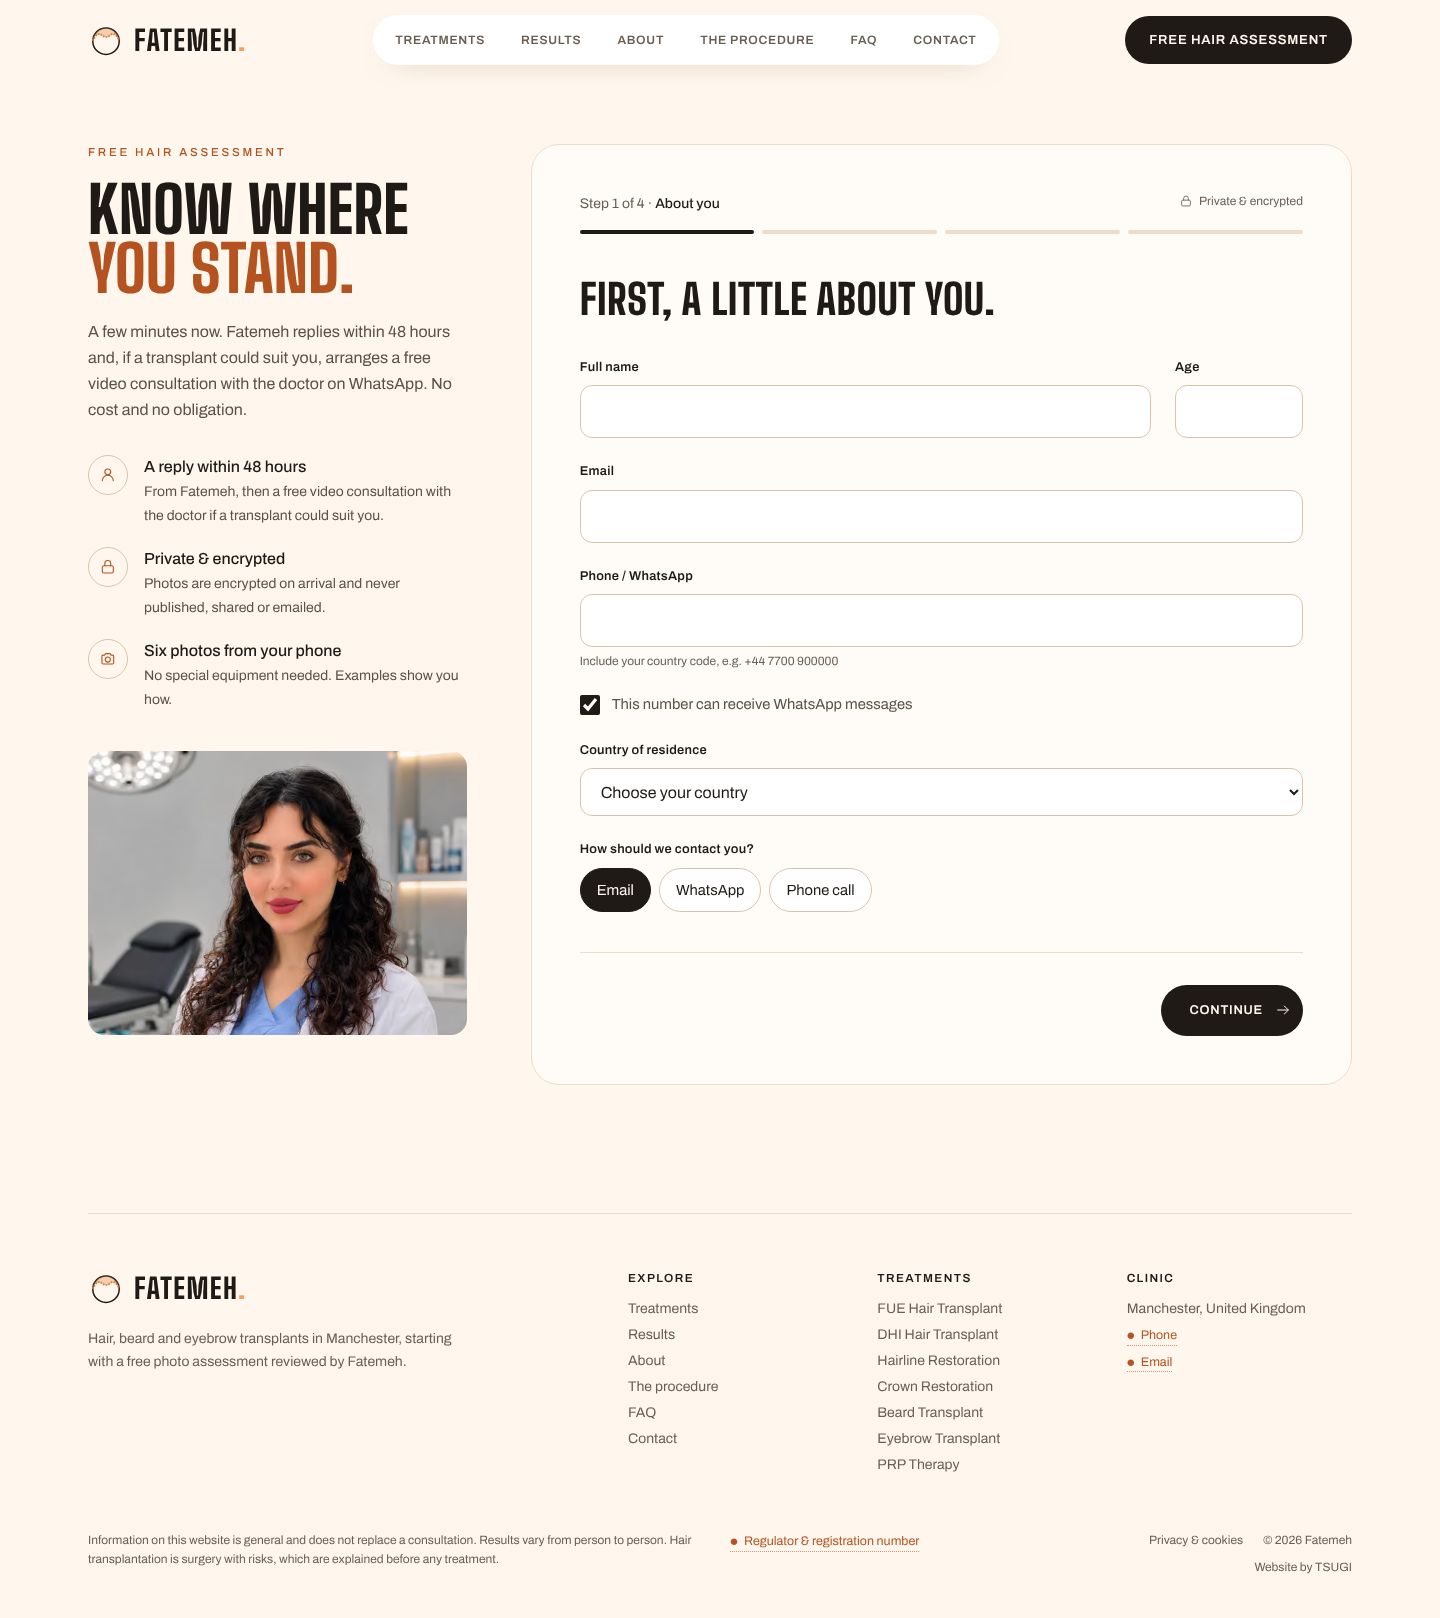 FATEMEH.
TREATMENTS
RESULTS
ABOUT
THE PROCEDURE
FAQ
CONTACT
FREE HAIR ASSESSMENT
FREE HAIR ASSESSMENT
KNOW WHERE
YOU STAND.
A few minutes now. Fatemeh replies within 48 hours
and, if a transplant could suit you, arranges a free
video consultation with the doctor on WhatsApp. No
cost and no obligation.
A reply within 48 hours
From Fatemeh, then a free video consultation with
the doctor if a transplant could suit you.
Private & encrypted
Photos are encrypted on arrival and never
published, shared or emailed.
Six photos from your phone
No special equipment needed. Examples show you
how.
Step 1 of 4 · About you
Private & encrypted
FIRST, A LITTLE ABOUT YOU.
Full name
Age
Email
Phone / WhatsApp
Include your country code, e.g. +44 7700 900000
This number can receive WhatsApp messages
Country of residence
Choose your country
How should we contact you?
Email
WhatsApp
Phone call
CONTINUE →
FATEMEH.
Hair, beard and eyebrow transplants in Manchester, starting
with a free photo assessment reviewed by Fatemeh.
EXPLORE
Treatments
Results
About
The procedure
FAQ
Contact
TREATMENTS
FUE Hair Transplant
DHI Hair Transplant
Hairline Restoration
Crown Restoration
Beard Transplant
Eyebrow Transplant
PRP Therapy
CLINIC
Manchester, United Kingdom
Phone
Email
Information on this website is general and does not replace a consultation. Results vary from person to person. Hair
transplantation is surgery with risks, which are explained before any treatment.
Regulator & registration number
Privacy & cookies
© 2026 Fatemeh
Website by TSUGI